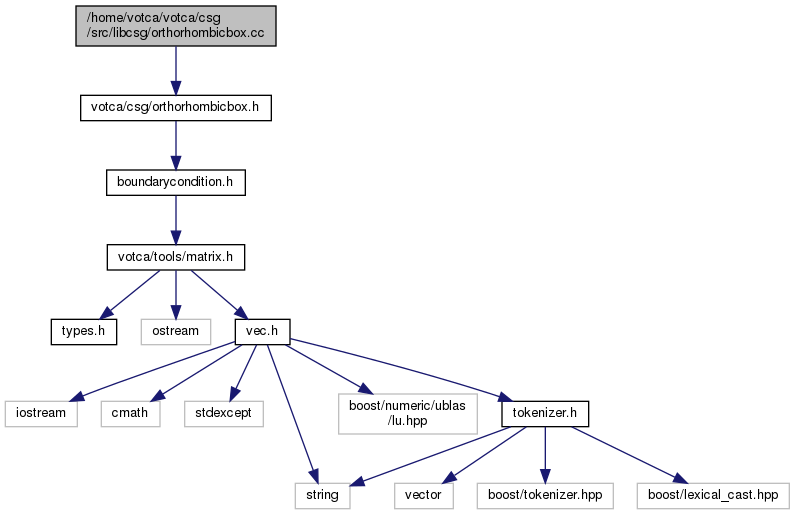 /home/votca/votca/csg
/src/libcsg/orthorhombicbox.cc
votca/csg/orthorhombicbox.h
boundarycondition.h
votca/tools/matrix.h
types.h
ostream
vec.h
iostream
cmath
stdexcept
boost/numeric/ublas
/lu.hpp
tokenizer.h
string
vector
boost/tokenizer.hpp
boost/lexical_cast.hpp